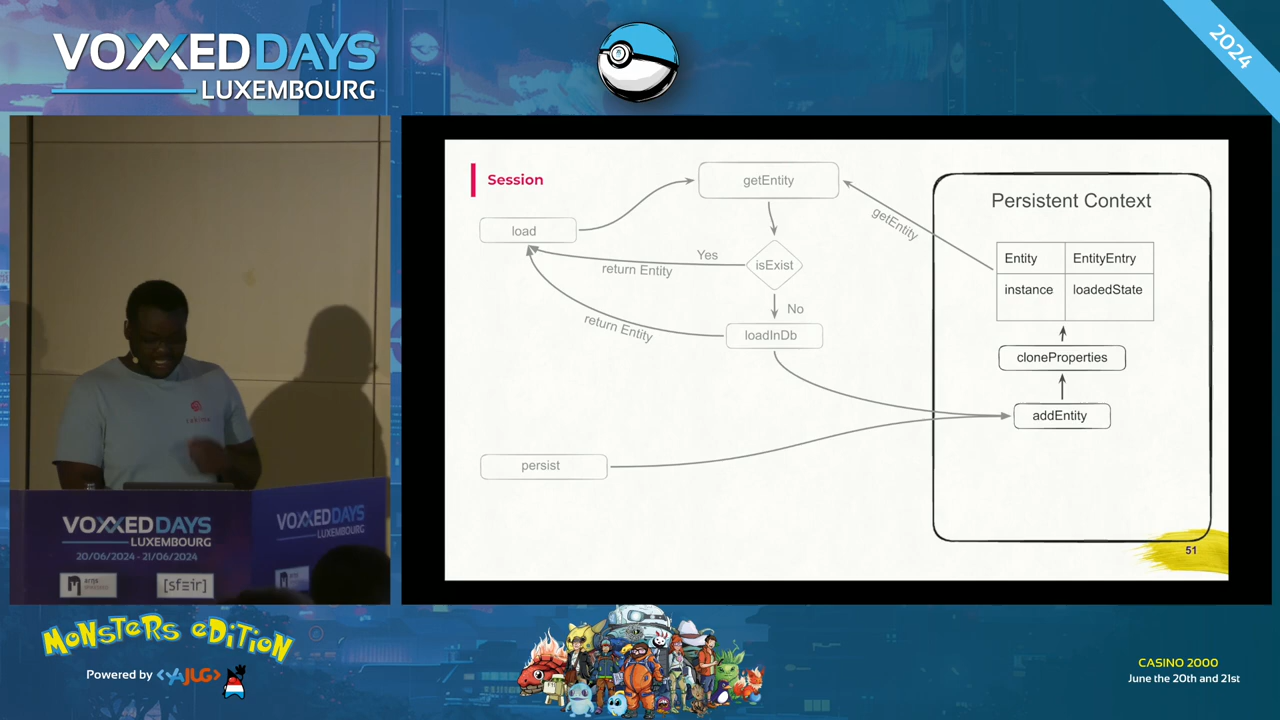 VOXXEDDAYS
LUXEMBOURG
2024
Session
getEntity
load
getEntity
Persistent Context
Entity
EntityEntry
instance
loadedState
Yes
return Entity
isExist
No
return Entity
loadInDb
cloneProperties
addEntity
persist
51
VOXXEDDAYS
LUXEMBOURG
20/06/2024 - 21/06/2024
[sfeir]
VOXXEDDAYS
LUXEMBOURG
MONSTERS EDITION
Powered by <YAJUG>
CASINO 2000
June the 20th and 21st